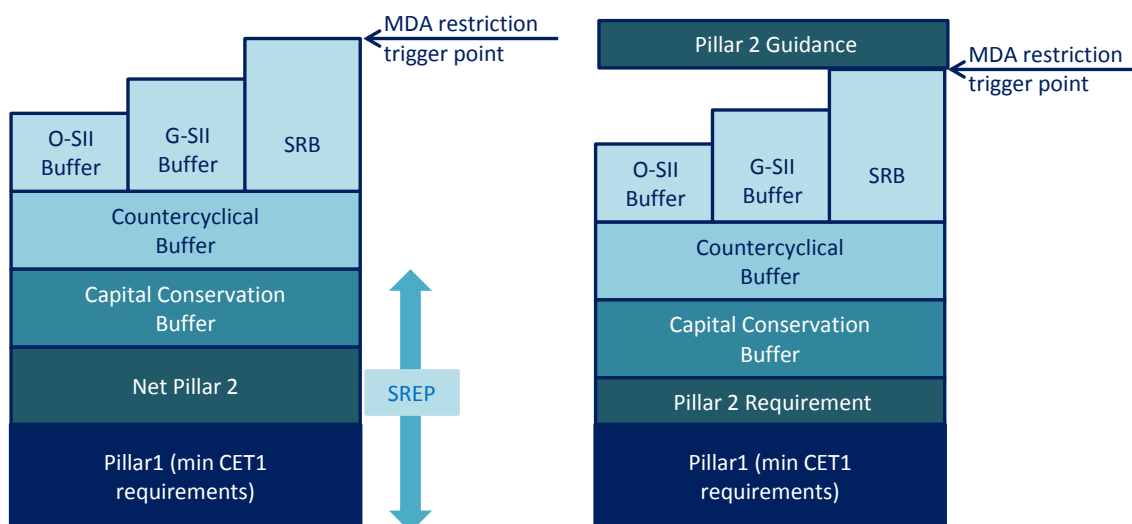 MDA restriction
trigger point
O-SII
Buffer
G-SII
Buffer
SRB
Countercyclical
Buffer
Capital Conservation
Buffer
Net Pillar 2
SREP
Pillar1 (min CET1
requirements)
Pillar 2 Guidance
MDA restriction
trigger point
O-SII
Buffer
G-SII
Buffer
SRB
Countercyclical
Buffer
Capital Conservation
Buffer
Pillar 2 Requirement
Pillar1 (min CET1
requirements)